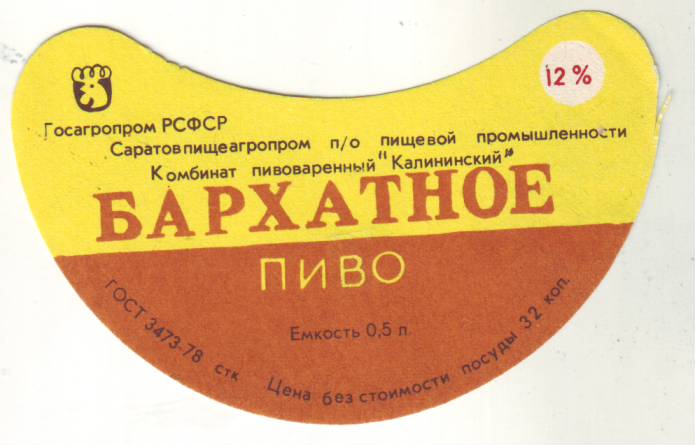 12%
Госагропром РСФСР
Саратовпищеагропром п/о пищевой промышленности
Комбинат пивоваренный "Калининский"
БАРХАТНОЕ
ПИВО
Емкость 0,5 л.
ГОСТ 3473-78 стк Цена без стоимости посуды 32 коп.